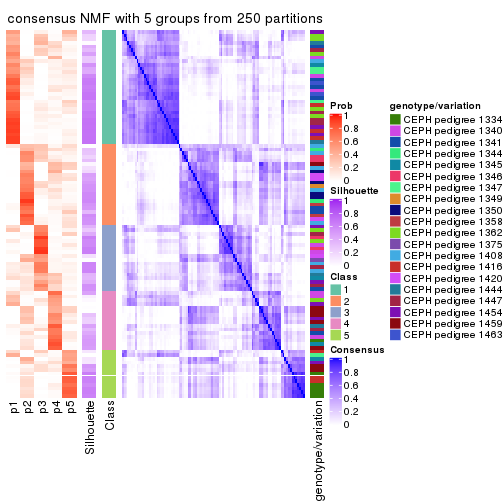 consensus NMF with 5 groups from 250 partitions
p1
p2
p3
p4
p5
Silhouette
Class
genotype/variation
Prob
1
0.8
0.6
0.4
0.2
0
Silhouette
1
0.8
0.6
0.4
0.2
0
Class
1
2
3
4
5
Consensus
1
0.8
0.6
0.4
0.2
0
genotype/variation
CEPH pedigree 1334
CEPH pedigree 1340
CEPH pedigree 1341
CEPH pedigree 1344
CEPH pedigree 1345
CEPH pedigree 1346
CEPH pedigree 1347
CEPH pedigree 1349
CEPH pedigree 1350
CEPH pedigree 1358
CEPH pedigree 1362
CEPH pedigree 1375
CEPH pedigree 1408
CEPH pedigree 1416
CEPH pedigree 1420
CEPH pedigree 1444
CEPH pedigree 1447
CEPH pedigree 1454
CEPH pedigree 1459
CEPH pedigree 1463